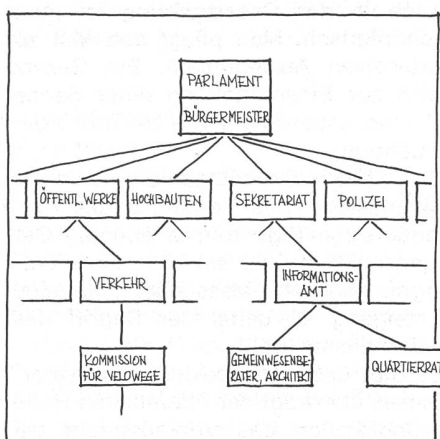 PARLAMENT
BÜRGERMEISTER
ÖFFENTL. WERKE
HOCHBAUTEN
SEKRETARIAT
POLIZEI
VERKEHR
INFORMATIONS-
AMT
KOMMISSION
FÜR VELOWEGE
GEMEINWESENBE-
RATER, ARCHITEKT
QUARTIERRAT